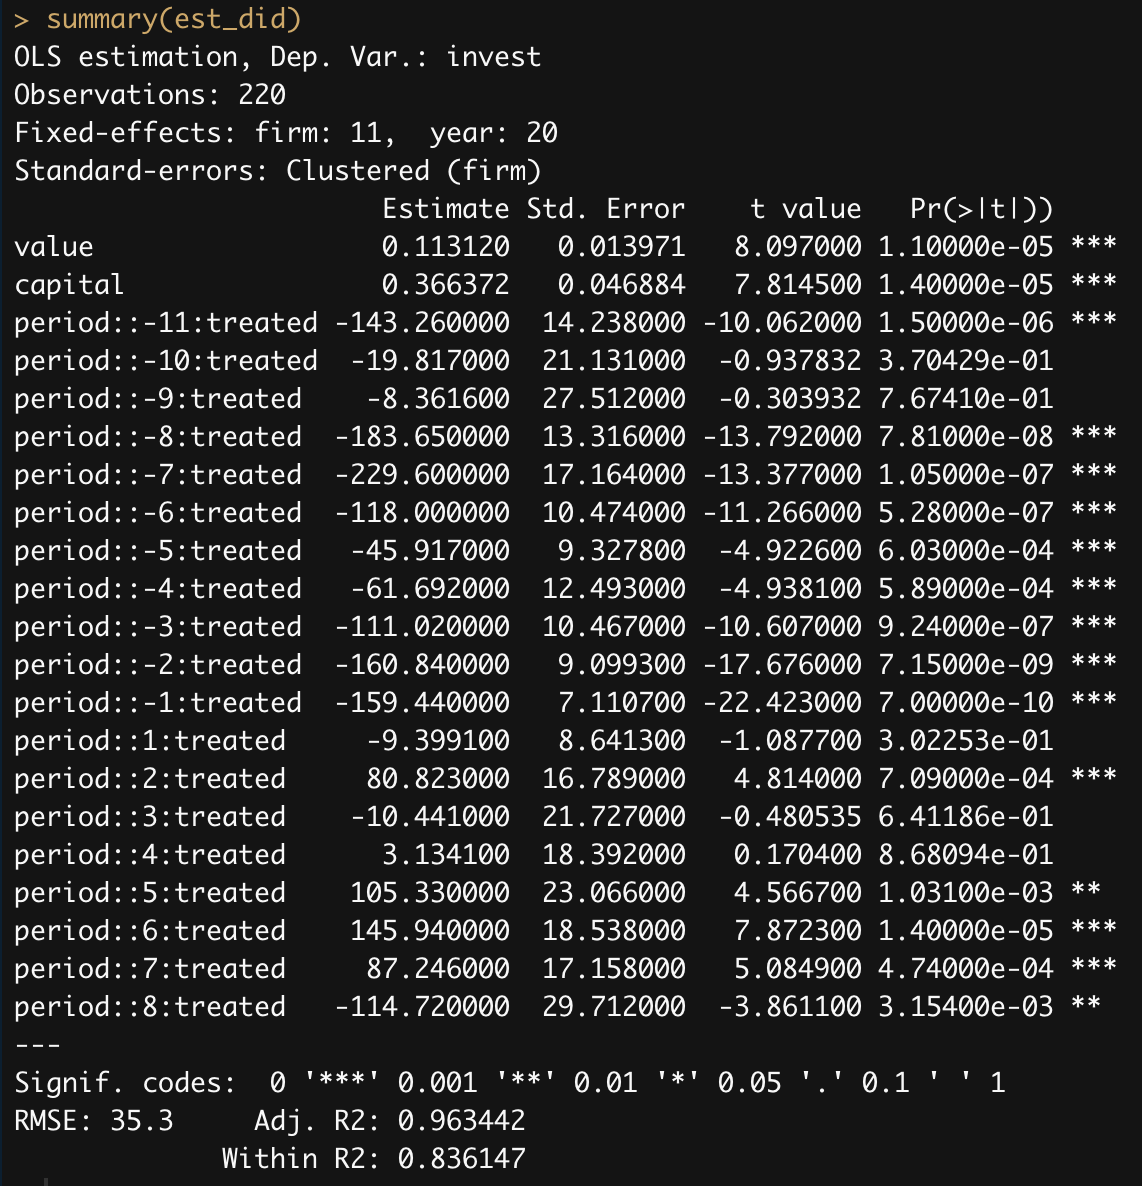 > summary(est_did)
OLS estimation, Dep. Var.: invest
Observations: 220
Fixed-effects: firm: 11,  year: 20
Standard-errors: Clustered (firm)
                       Estimate Std. Error    t value   Pr(>|t|))
value                  0.113120   0.013971   8.097000 1.10000e-05 ***
capital                0.366372   0.046884   7.814500 1.40000e-05 ***
period::-11:treated -143.260000  14.238000 -10.062000 1.50000e-06 ***
period::-10:treated  -19.817000  21.131000  -0.937832 3.70429e-01
period::-9:treated    -8.361600  27.512000  -0.303932 7.67410e-01
period::-8:treated  -183.650000  13.316000 -13.792000 7.81000e-08 ***
period::-7:treated  -229.600000  17.164000 -13.377000 1.05000e-07 ***
period::-6:treated  -118.000000  10.474000 -11.266000 5.28000e-07 ***
period::-5:treated   -45.917000   9.327800  -4.922600 6.03000e-04 ***
period::-4:treated   -61.692000  12.493000  -4.938100 5.89000e-04 ***
period::-3:treated  -111.020000  10.467000 -10.607000 9.24000e-07 ***
period::-2:treated  -160.840000   9.099300 -17.676000 7.15000e-09 ***
period::-1:treated  -159.440000   7.110700 -22.423000 7.00000e-10 ***
period::1:treated     -9.399100   8.641300  -1.087700 3.02253e-01
period::2:treated     80.823000  16.789000   4.814000 7.09000e-04 ***
period::3:treated    -10.441000  21.727000  -0.480535 6.41186e-01
period::4:treated      3.134100  18.392000   0.170400 8.68094e-01
period::5:treated    105.330000  23.066000   4.566700 1.03100e-03 **
period::6:treated    145.940000  18.538000   7.872300 1.40000e-05 ***
period::7:treated     87.246000  17.158000   5.084900 4.74000e-04 ***
period::8:treated   -114.720000  29.712000  -3.861100 3.15400e-03 **
---
Signif. codes:  0 '***' 0.001 '**' 0.01 '*' 0.05 '.' 0.1 ' ' 1
RMSE: 35.3     Adj. R2: 0.963442
             Within R2: 0.836147